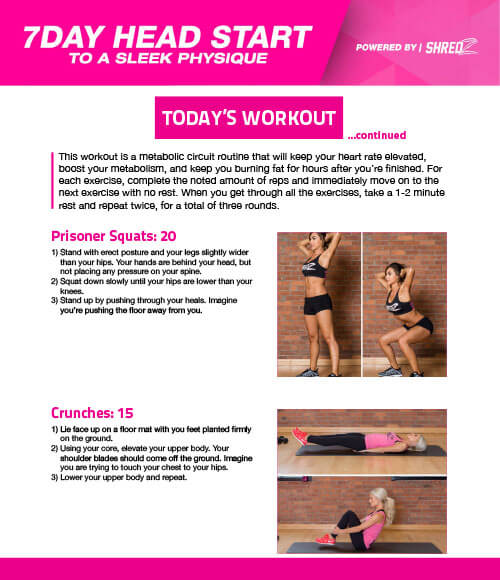 7DAY HEAD START
TO A SLEEK PHYSIQUE
POWERED BY | SHREDZ
TODAY'S WORKOUT
...continued
This workout is a metabolic circuit routine that will keep your heart rate elevated,
boost your metabolism, and keep you burning fat for hours after you're finished. For
each exercise, complete the noted amount of reps and immediately move on to the
next exercise with no rest. When you get through all the exercises, take a 1-2 minute
rest and repeat twice, for a total of three rounds.
Prisoner Squats: 20
1) Stand with erect posture and your legs slightly wider
than your hips. Your hands are behind your head, but
not placing any pressure on your spine.
2) Squat down slowly until your hips are lower than your
knees.
3) Stand up by pushing through your heals. Imagine
you're pushing the floor away from you.
Crunches: 15
1) Lie face up on a floor mat with you feet planted firmly
on the ground.
2) Using your core, elevate your upper body. Your
shoulder blades should come off the ground. Imagine
you are trying to touch your chest to your hips.
3) Lower your upper body and repeat.